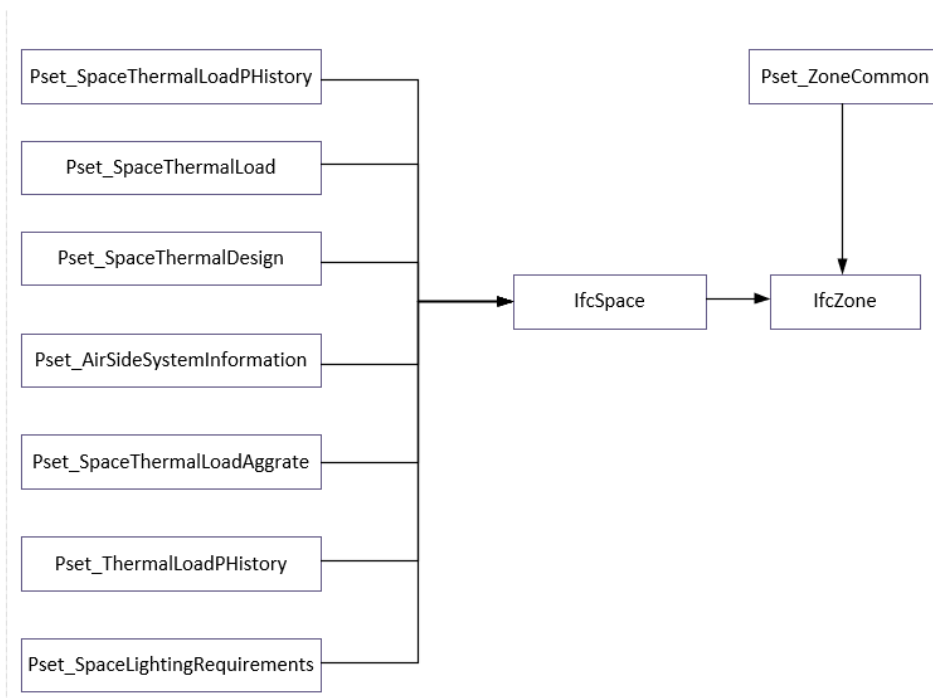 Pset_SpaceThermalLoadPHistory
Pset_ZoneCommon
Pset_SpaceThermalLoad
Pset_SpaceThermalDesign
IfcSpace
IfcZone
Pset_AirSideSystemInformation
Pset_SpaceThermalLoadAggrate
Pset_ThermalLoadPHistory
Pset_SpaceLightingRequirements